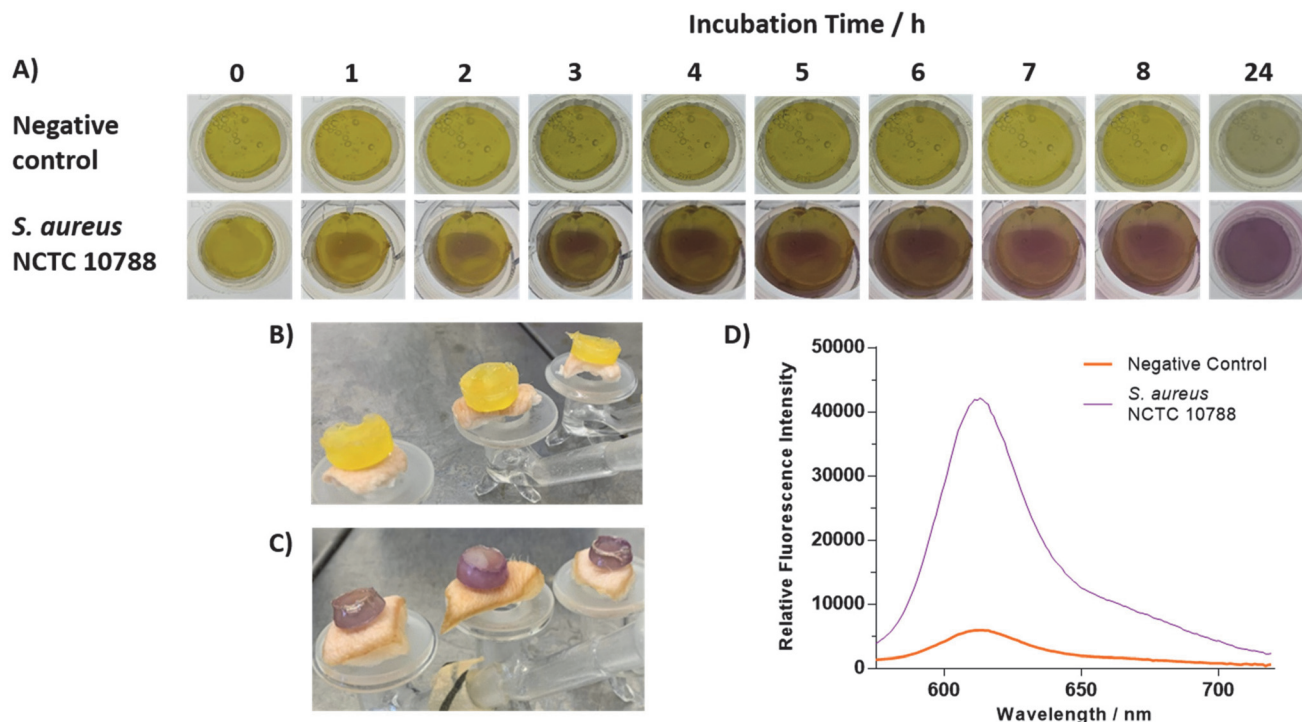 Incubation Time / h
A)
0 1 2 3 4 5 6 7 8 24
Negative
control
S. aureus
NCTC 10788
B)
C)
D)
Negative Control
S. aureus
NCTC 10788
50000
40000
30000
20000
10000
0
Relative Fluorescence Intensity
600 650 700
Wavelength / nm